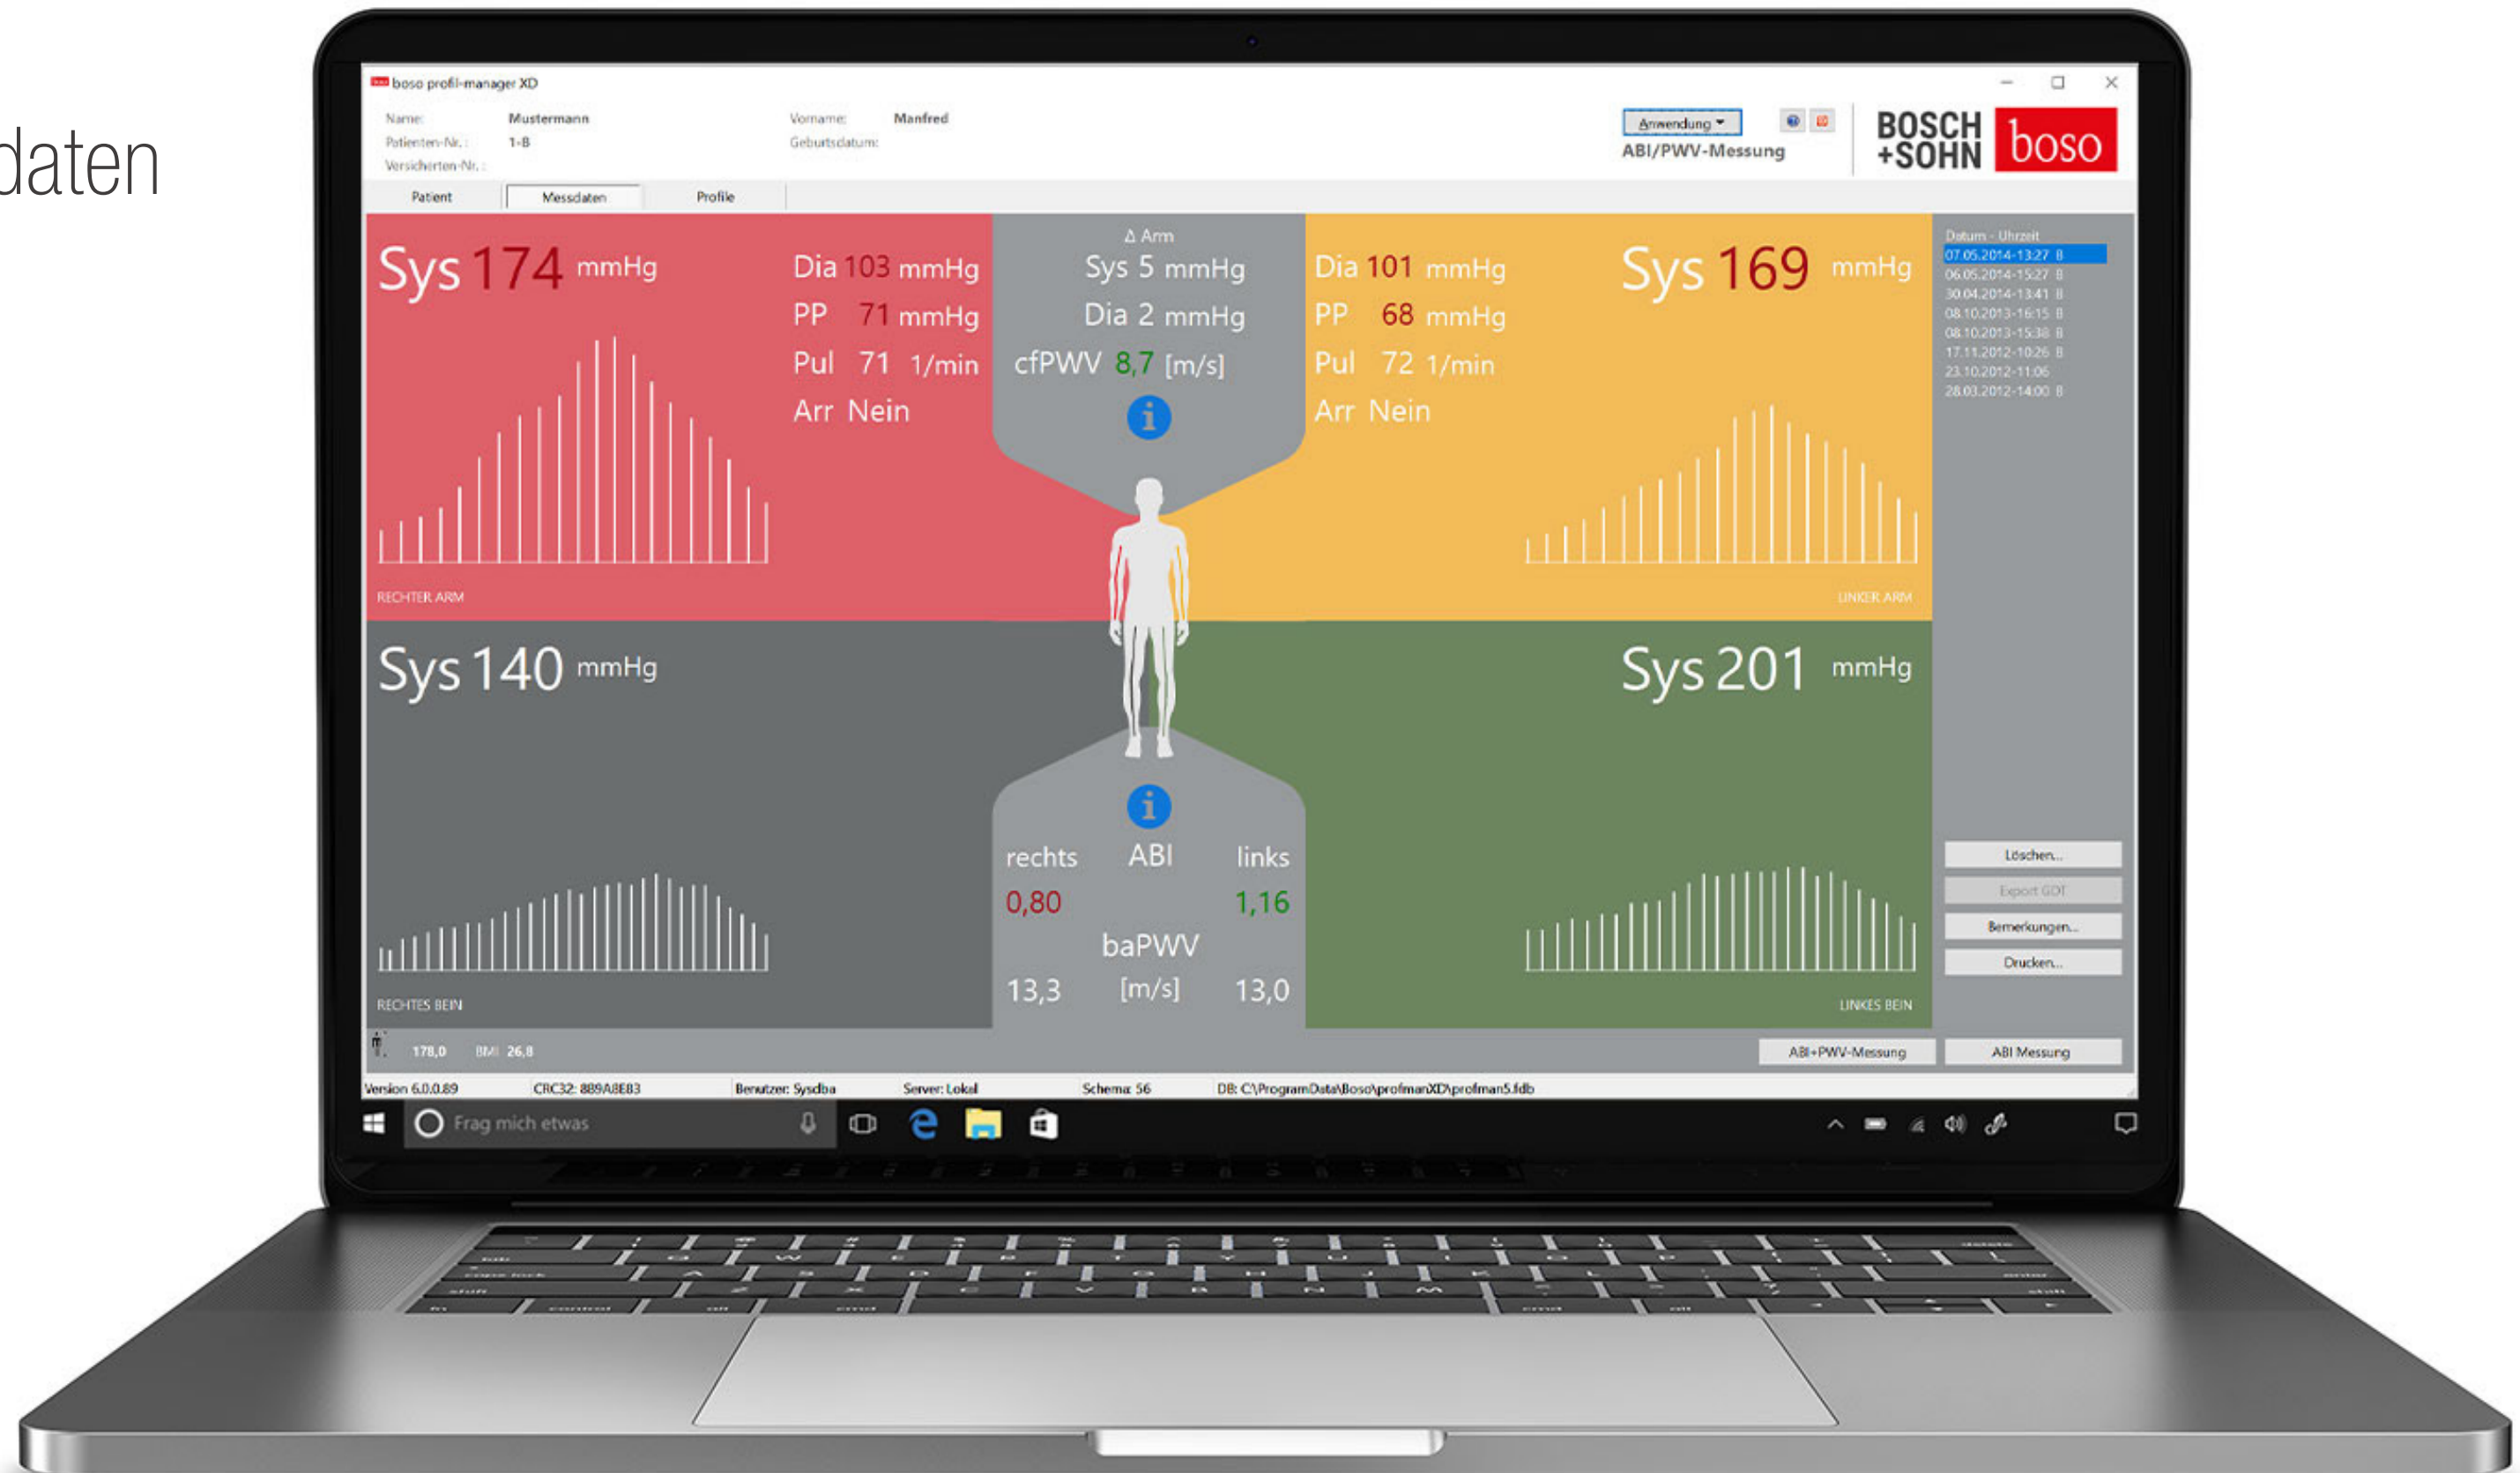 daten
boso boso profil-manager XD
Name: Mustermann Vorname: Manfred
Patienten-Nr.: 1-B Geburtsdatum:
Versicherten-Nr.:
Anwendung
ABI/PWV-Messung
BOSCH
+SOHN
boso
Patient Messdaten Profile
Sys 174 mmHg
Dia 103 mmHg
PP 71 mmHg
Pul 71 1/min
Arr Nein
RECHTER ARM
Δ Arm
Sys 5 mmHg
Dia 2 mmHg
cfPWV 8,7 [m/s]
i
Dia 101 mmHg
PP 68 mmHg
Pul 72 1/min
Arr Nein
Sys 169 mmHg
LINKER ARM
Datum - Uhrzeit
07.05.2014-13:27 B
06.05.2014-15:27 B
30.04.2014-13:41 B
08.10.2013-16:15 B
08.10.2013-15:38 B
17.11.2012-10:26 B
23.10.2012-11:06
28.03.2012-14:00 B
Sys 140 mmHg
RECHTES BEIN
i
rechts ABI links
0,80 1,16
baPWV
13,3 [m/s] 13,0
Sys 201 mmHg
LINKES BEIN
Löschen...
Export GDT
Bemerkungen...
Drucken...
178,0 BMI 26,8
ABI+PWV-Messung ABI Messung
Version 6.0.0.89 CRC32: 889A8E83 Benutzer: Sysdba Server: Lokal Schema: 56 DB: C:\ProgramData\Boso\profmanXD\profman5.fdb
Frag mich etwas